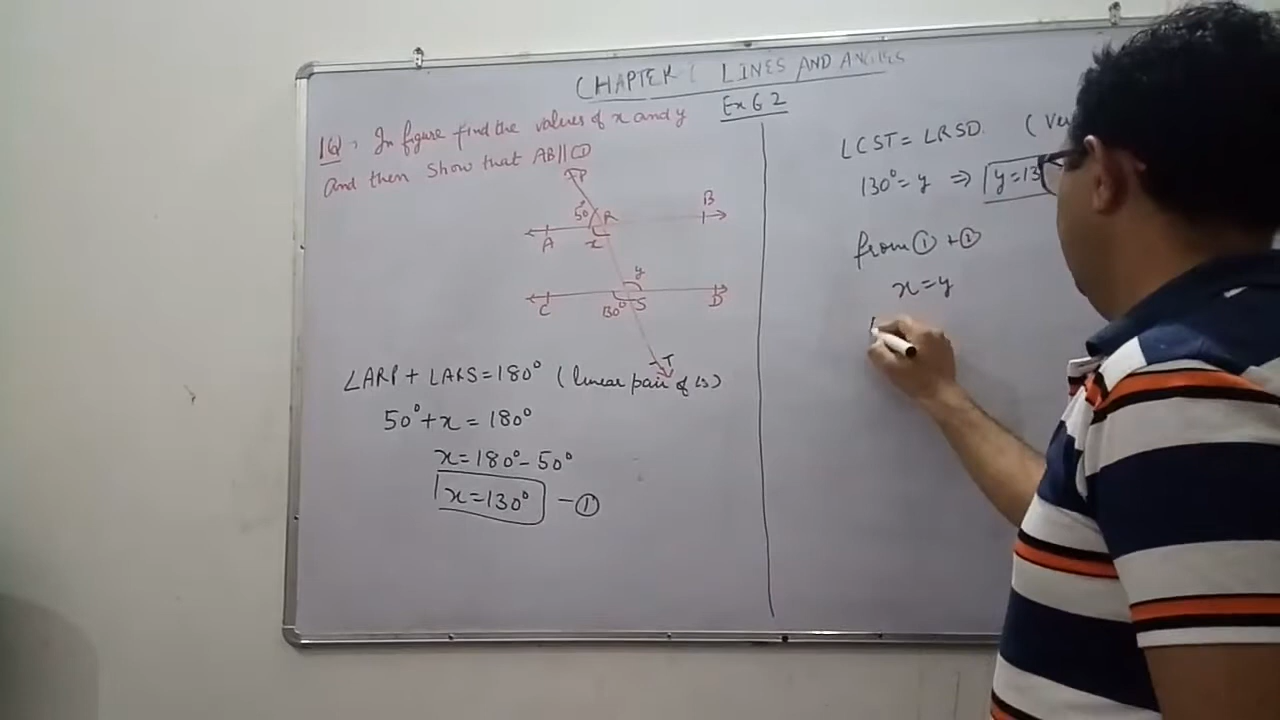 CHAPTER 6 LINES AND ANGLES
Ex 6.2
1Q. In figure find the values of x and y
and then show that AB||CD
P
50°
R
B
A
x
y
C
130°
S
D
T
∠ARP + ∠ARS = 180° (linear pair of ∠s)
50° + x = 180°
x = 180° - 50°
x = 130° - ①
∠CST = ∠RSD (Ve
130° = y ⇒ y = 13
from ① + ②
x = y